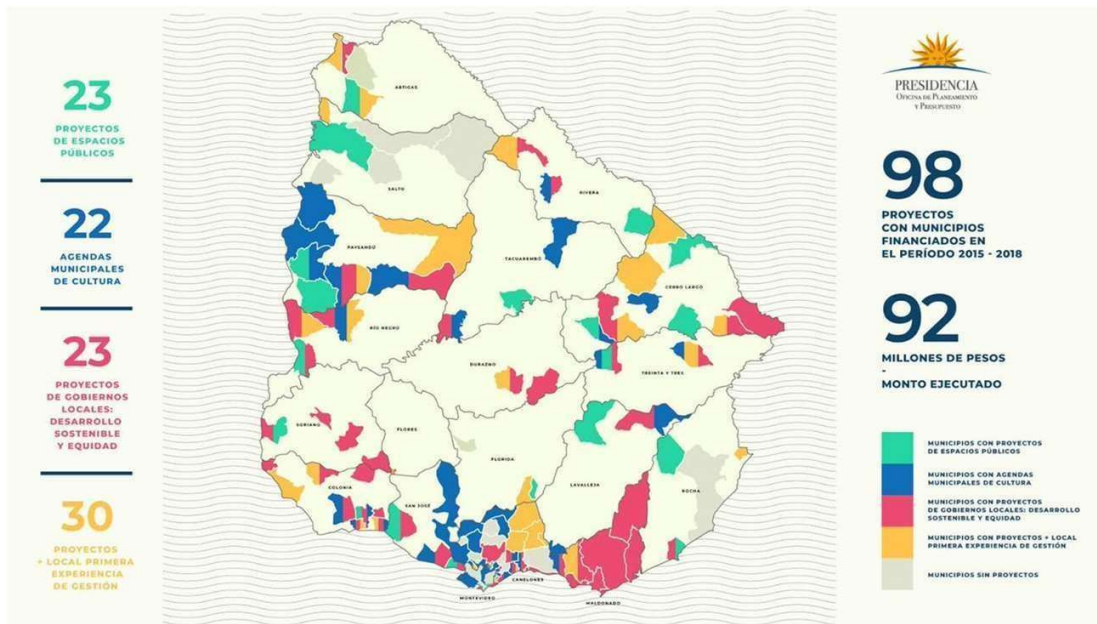 23
PROYECTOS
DE ESPACIOS
PÚBLICOS
22
AGENDAS
MUNICIPALES
DE CULTURA
23
PROYECTOS
DE GOBIERNOS
LOCALES:
DESARROLLO
SOSTENIBLE
Y EQUIDAD
30
PROYECTOS
+ LOCAL PRIMERA
EXPERIENCIA
DE GESTIÓN
ARTIGAS
SALTO
RIVERA
PAYSANDÚ
TACUAREMBÓ
CERRO LARGO
RÍO NEGRO
DURAZNO
TREINTA Y TRES
SORIANO
FLORES
FLORIDA
LAVALLEJA
ROCHA
COLONIA
SAN JOSÉ
CANELONES
MONTEVIDEO
MALDONADO
PRESIDENCIA
OFICINA DE PLANEAMIENTO
Y PRESUPUESTO
98
PROYECTOS
CON MUNICIPIOS
FINANCIADOS EN
EL PERÍODO 2015 - 2018
92
MILLONES DE PESOS
-
MONTO EJECUTADO
MUNICIPIOS CON PROYECTOS
DE ESPACIOS PÚBLICOS
MUNICIPIOS CON AGENDAS
MUNICIPALES DE CULTURA
MUNICIPIOS CON PROYECTOS
DE GOBIERNOS LOCALES: DESARROLLO
SOSTENIBLE Y EQUIDAD
MUNICIPIOS CON PROYECTOS + LOCAL
PRIMERA EXPERIENCIA DE GESTIÓN
MUNICIPIOS SIN PROYECTOS